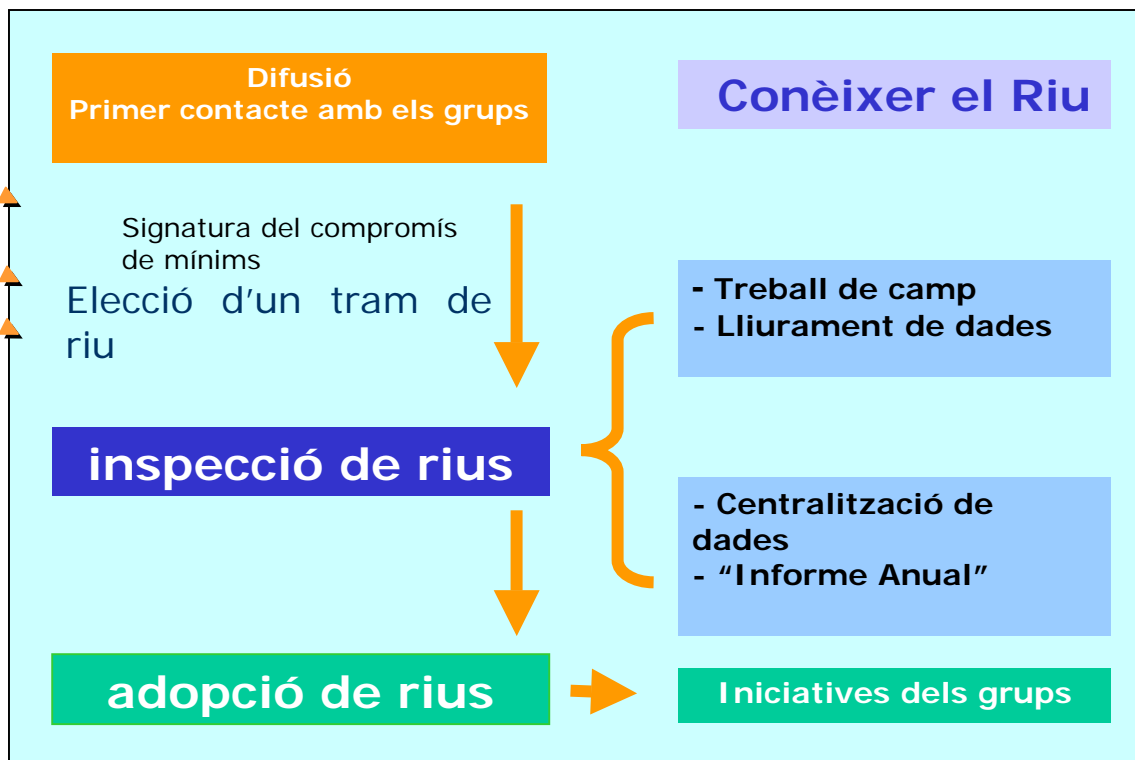 Difusió
Primer contacte amb els grups
Conèixer el Riu
Signatura del compromís
de mínims
Elecció d'un tram de
riu
- Treball de camp
- Lliurament de dades
inspecció de rius
- Centralització de
dades
- “Informe Anual”
adopció de rius
Iniciatives dels grups